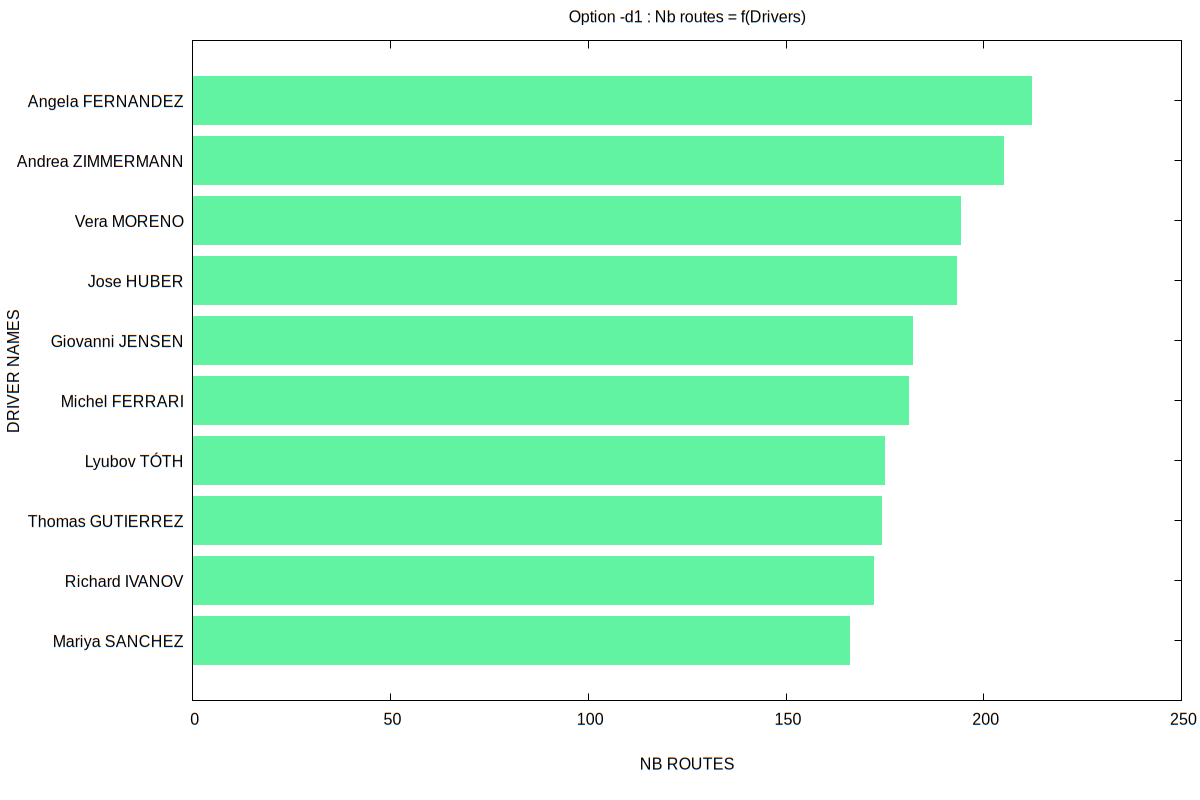 Option -d1 : Nb routes = f(Drivers)
Angela FERNANDEZ
Andrea ZIMMERMANN
Vera MORENO
Jose HUBER
Giovanni JENSEN
Michel FERRARI
Lyubov TÓTH
Thomas GUTIERREZ
Richard IVANOV
Mariya SANCHEZ
DRIVER NAMES
0 50 100 150 200 250
NB ROUTES